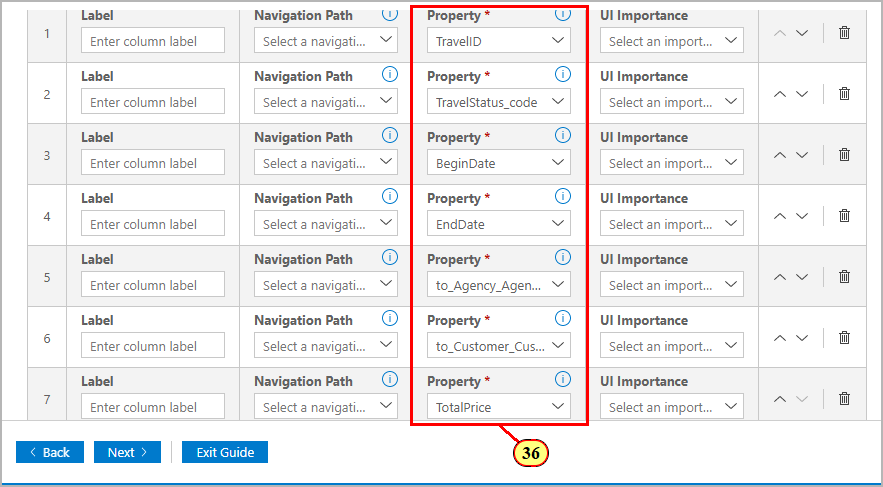 Label Navigation Path i Property * i UI Importance
1 Enter column label Select a navigati... TravelID Select an import...
Label Navigation Path i Property * i UI Importance
2 Enter column label Select a navigati... TravelStatus_code Select an import...
Label Navigation Path i Property * i UI Importance
3 Enter column label Select a navigati... BeginDate Select an import...
Label Navigation Path i Property * i UI Importance
4 Enter column label Select a navigati... EndDate Select an import...
Label Navigation Path i Property * i UI Importance
5 Enter column label Select a navigati... to_Agency_Agen... Select an import...
Label Navigation Path i Property * i UI Importance
6 Enter column label Select a navigati... to_Customer_Cus... Select an import...
Label Navigation Path i Property * i UI Importance
7 Enter column label Select a navigati... TotalPrice Select an import...
Back Next Exit Guide 36